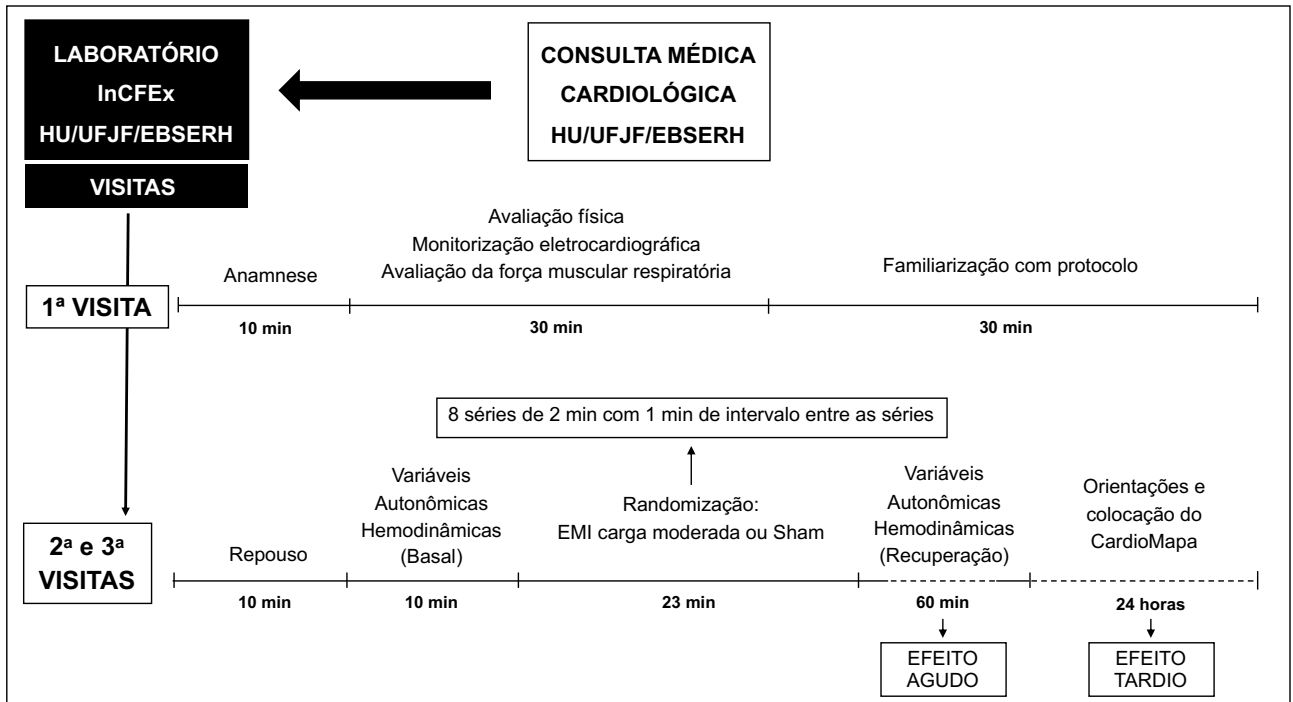 LABORATÓRIO
InCFEx
HU/UFJF/EBSERH
VISITAS
CONSULTA MÉDICA
CARDIOLÓGICA
HU/UFJF/EBSERH
1ª VISITA
Anamnese
10 min
Avaliação física
Monitorização eletrocardiográfica
Avaliação da força muscular respiratória
30 min
Familiarização com protocolo
30 min
8 séries de 2 min com 1 min de intervalo entre as séries
2ª e 3ª
VISITAS
Repouso
10 min
Variáveis
Autonômicas
Hemodinâmicas
(Basal)
10 min
Randomização:
EMI carga moderada ou Sham
23 min
Variáveis
Autonômicas
Hemodinâmicas
(Recuperação)
60 min
Orientações e
colocação do
CardioMapa
24 horas
EFEITO
AGUDO
EFEITO
TARDIO